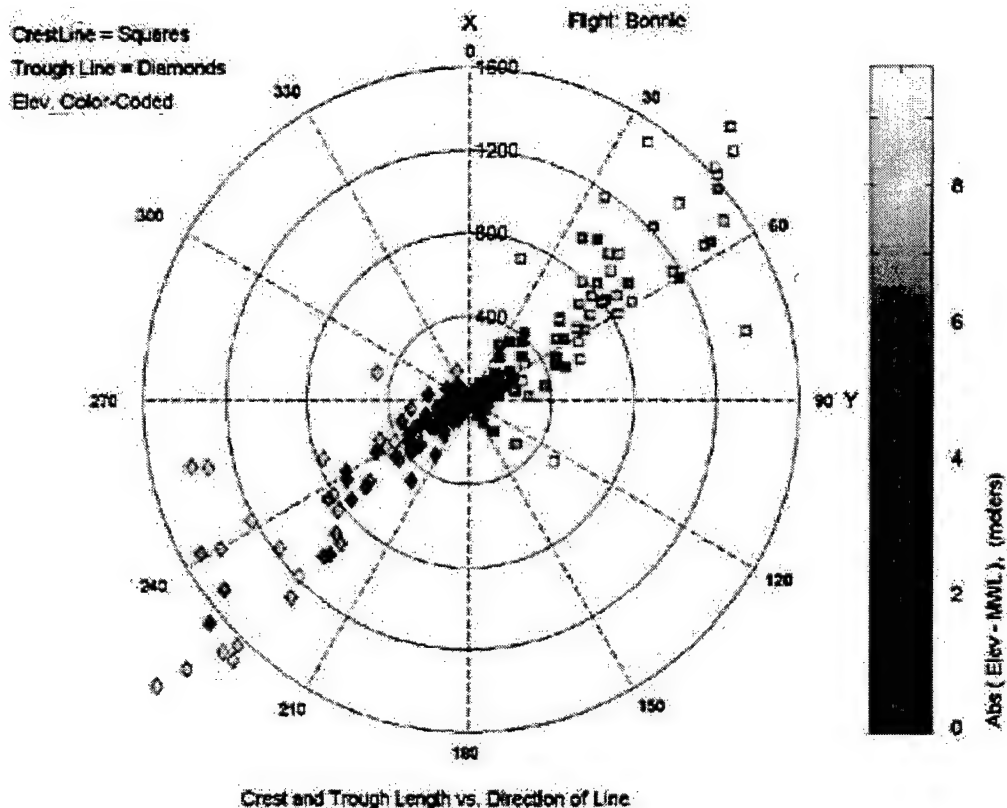 CrestLine = Squares
Trough Line = Diamonds
Elev. Color-Coded
X
Flight: Bonnie
0
1600
330
30
1200
8
300
60
800
400
6
270
90 Y
4
240
120
2
210
150
0
180
Abs ( Elev - MWL ), (meters)
Crest and Trough Length vs. Direction of Line